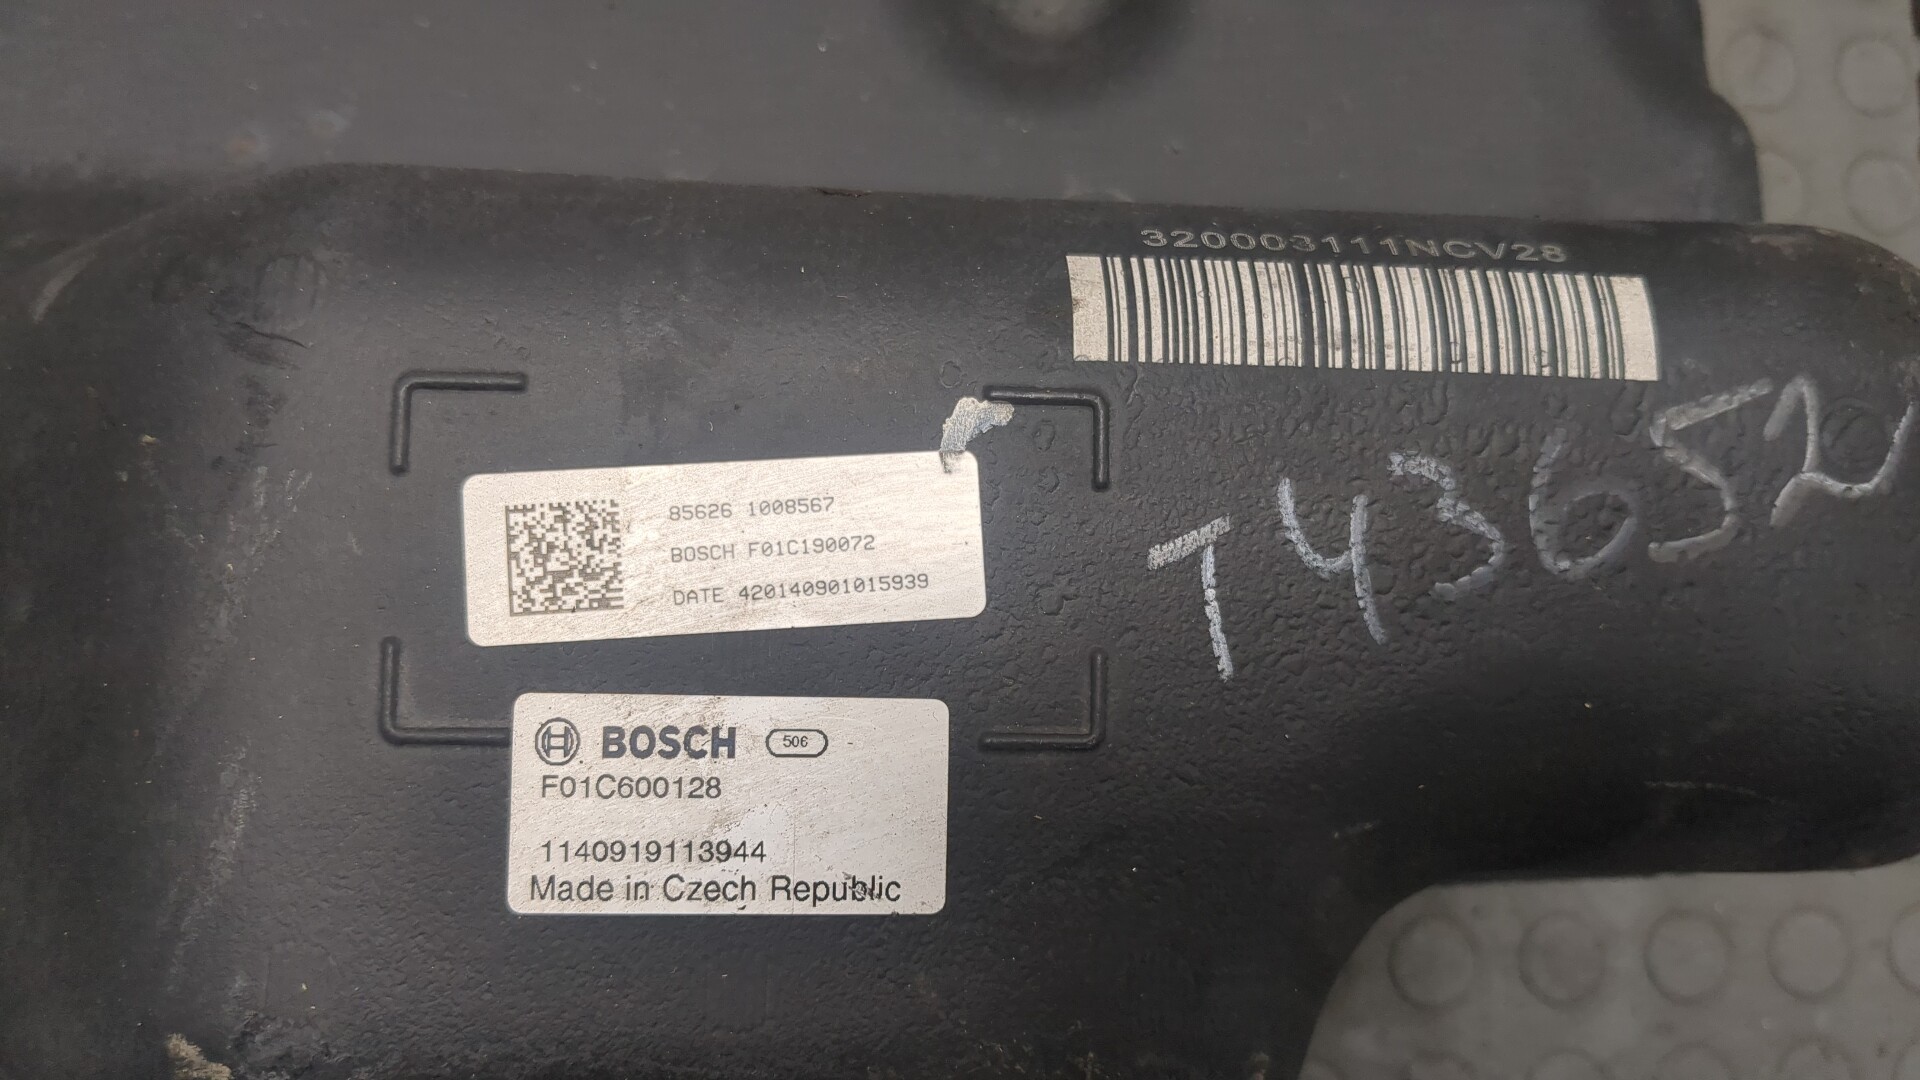 320003111NCV28
T43652
85626 1008567
BOSCH F01C190072
DATE 420140901015939
BOSCH 506
F01C600128
1140919113944
Made in Czech Republic